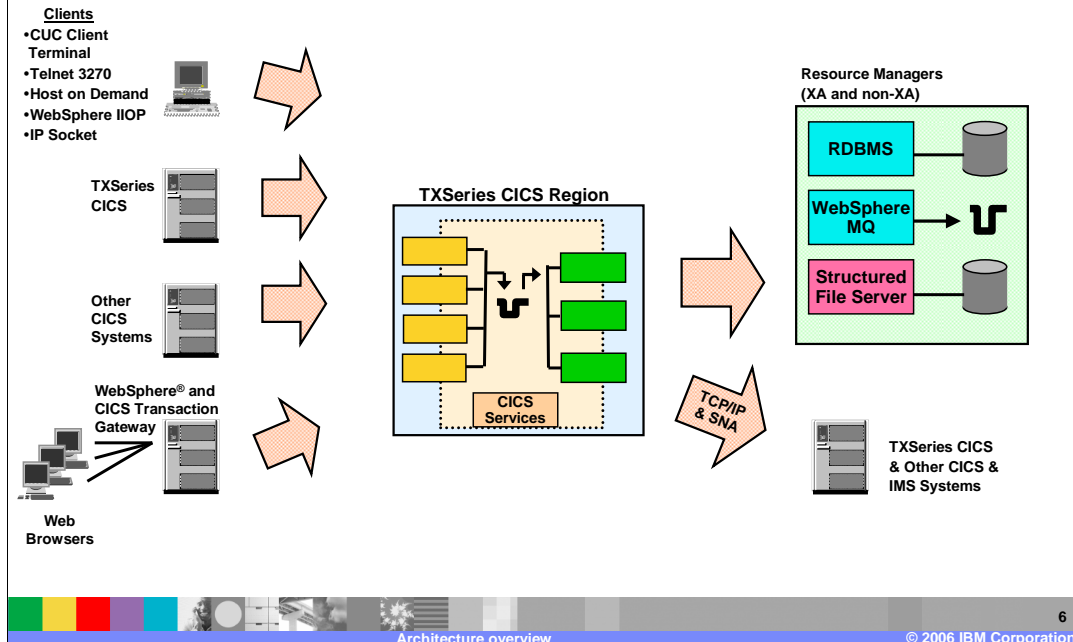 Clients
•CUC Client
Terminal
•Telnet 3270
•Host on Demand
•WebSphere IIOP
•IP Socket
TXSeries
CICS
Other
CICS
Systems
WebSphere® and
CICS Transaction
Gateway
Web
Browsers
TXSeries CICS Region
CICS
Services
Resource Managers
(XA and non-XA)
RDBMS
WebSphere
MQ
Structured
File Server
TCP/IP
& SNA
TXSeries CICS
& Other CICS &
IMS Systems
6
Architecture overview
© 2006 IBM Corporation